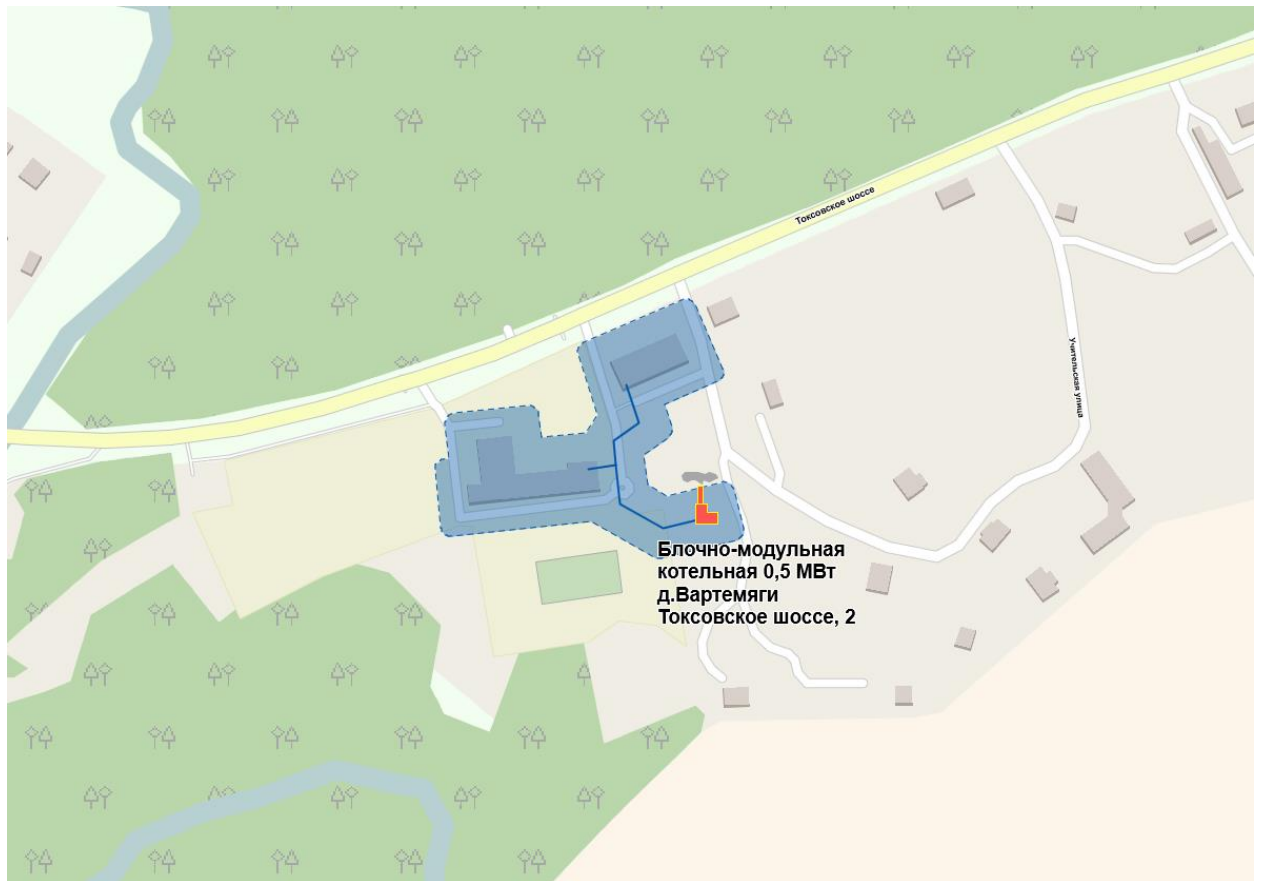 Токсовское шоссе
Учительская улица
Блочно-модульная
котельная 0,5 МВт
д.Вартемяги
Токсовское шоссе, 2